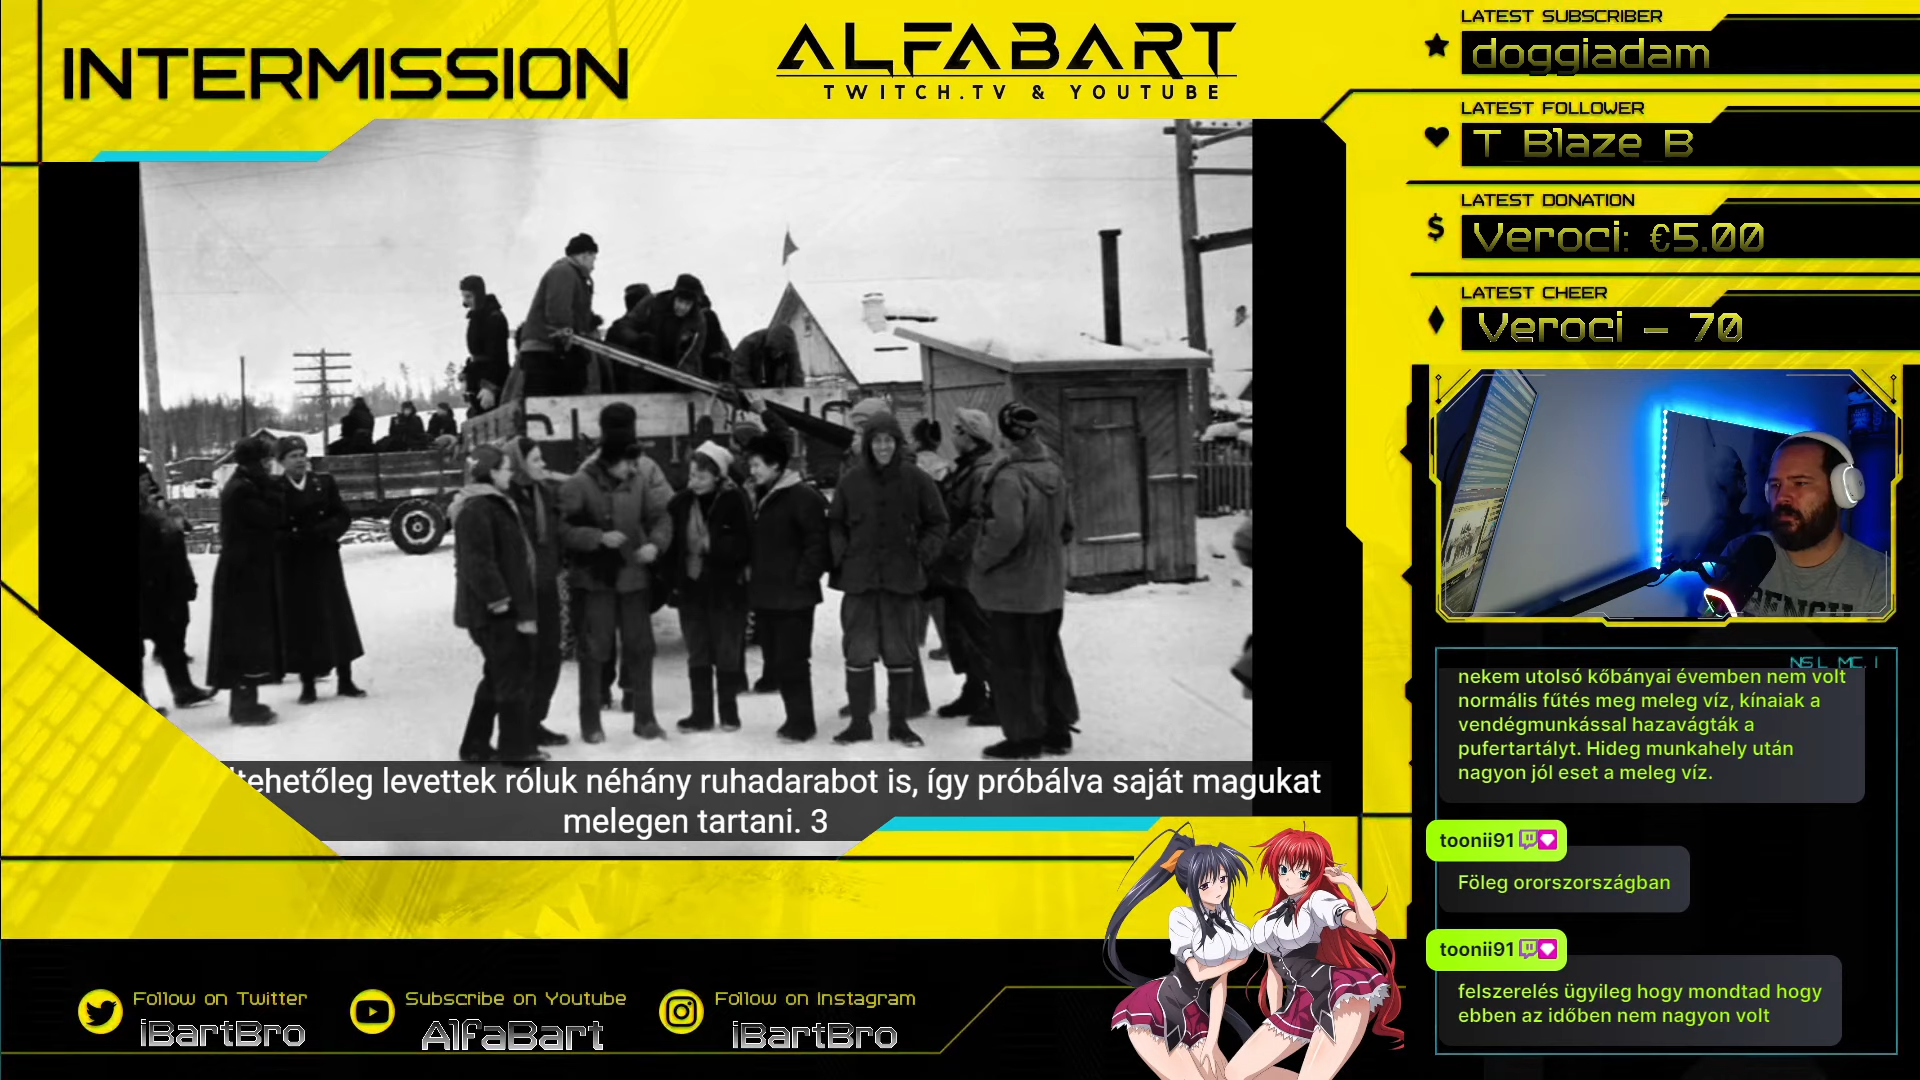 INTERMISSION
ALFABART
TWITCH.TV & YOUTUBE
LATEST SUBSCRIBER
doggiadam
LATEST FOLLOWER
T_Blaze_B
LATEST DONATION
Veroci: €5.00
LATEST CHEER
Veroci - 70
levettek róluk néhány ruhadarabot is, így próbálva saját magukat
melegen tartani. 3
nekem utolsó kőbányai évemben nem volt
normális fűtés meg meleg víz, kínaiak a
vendégmunkással hazavágták a
pufertartályt. Hideg munkahely után
nagyon jól eset a meleg víz.
toonii91
Föleg ororszországban
toonii91
felszerelés ügyileg hogy mondtad hogy
ebben az időben nem nagyon volt
Follow on Twitter
iBartBro
Subscribe on Youtube
AlfaBart
Follow on Instagram
iBartBro